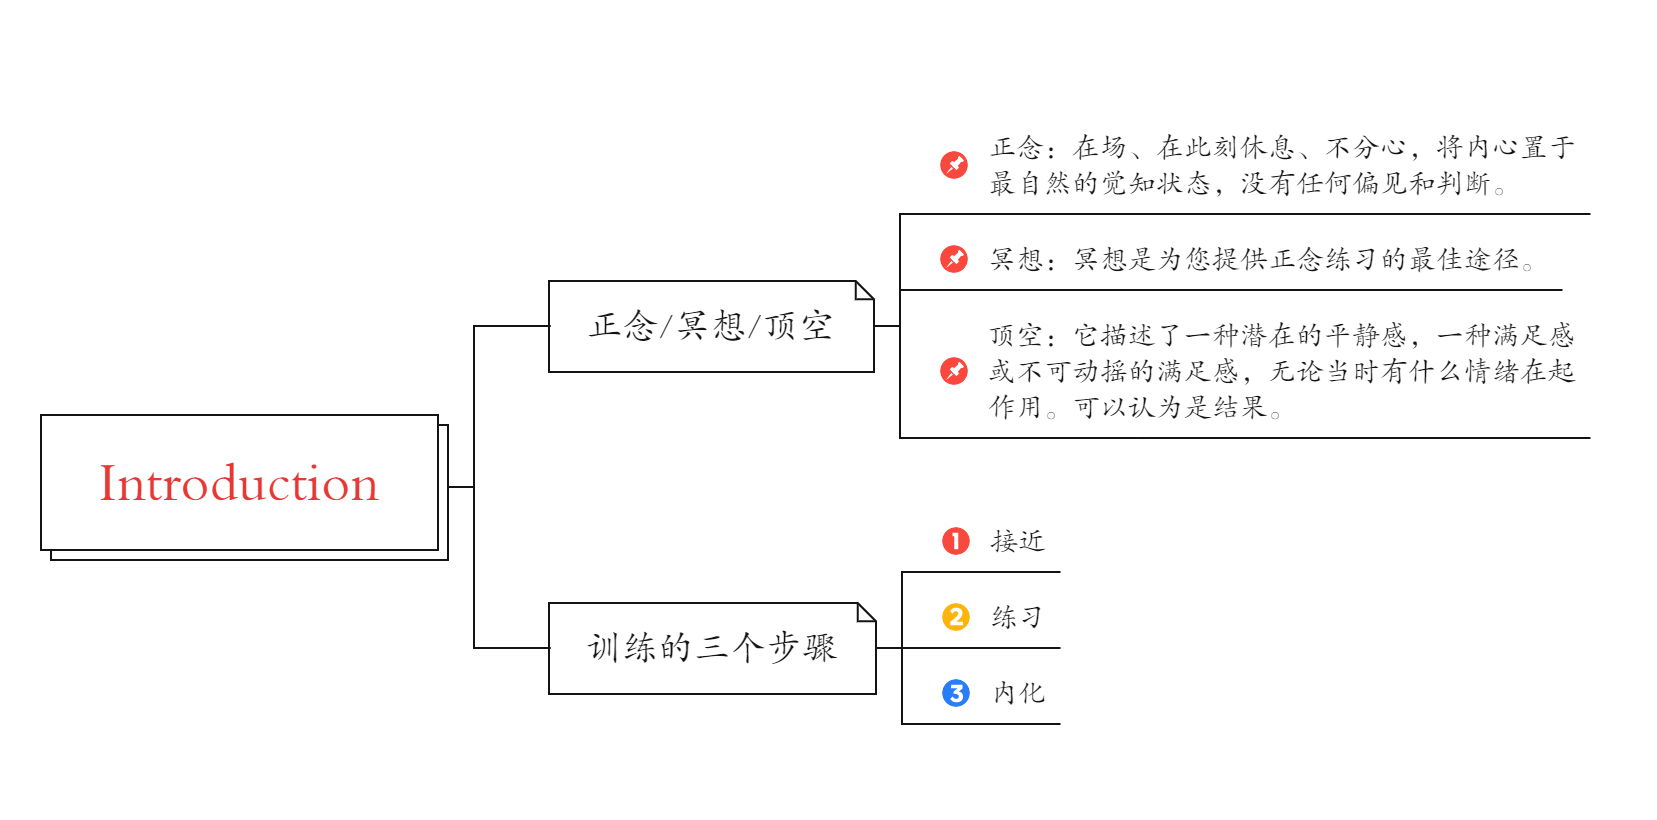 Introduction
正念/冥想/顶空
正念：在场、在此刻休息、不分心，将内心置于
最自然的觉知状态，没有任何偏见和判断。
冥想：冥想是为您提供正念练习的最佳途径。
顶空：它描述了一种潜在的平静感，一种满足感
或不可动摇的满足感，无论当时有什么情绪在起
作用。可以认为是结果。
训练的三个步骤
1 接近
2 练习
3 内化